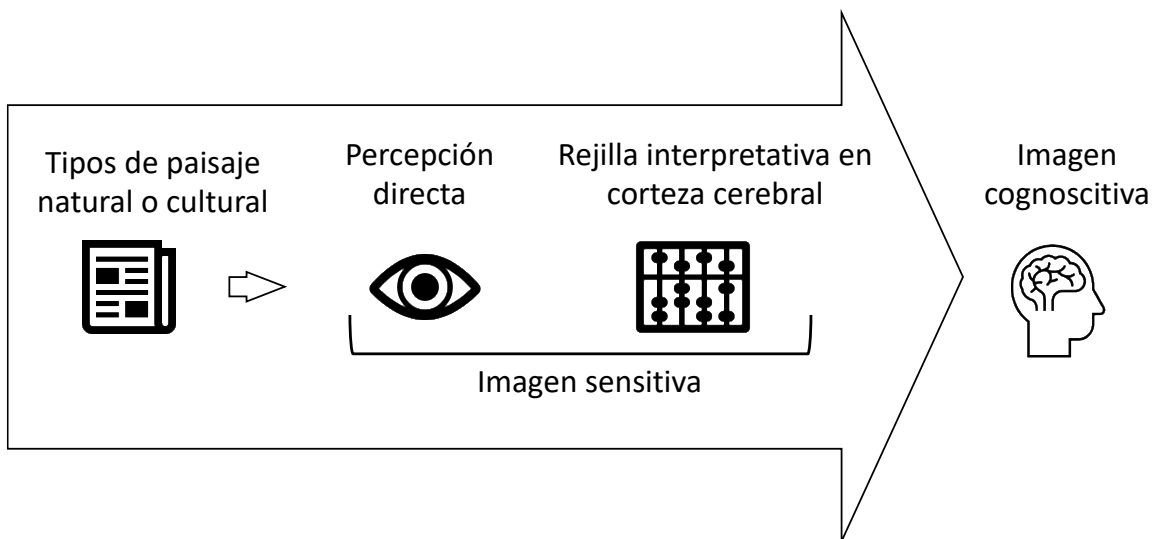 Tipos de paisaje
natural o cultural
Percepción
directa
Rejilla interpretativa en
corteza cerebral
Imagen sensitiva
Imagen
cognoscitiva